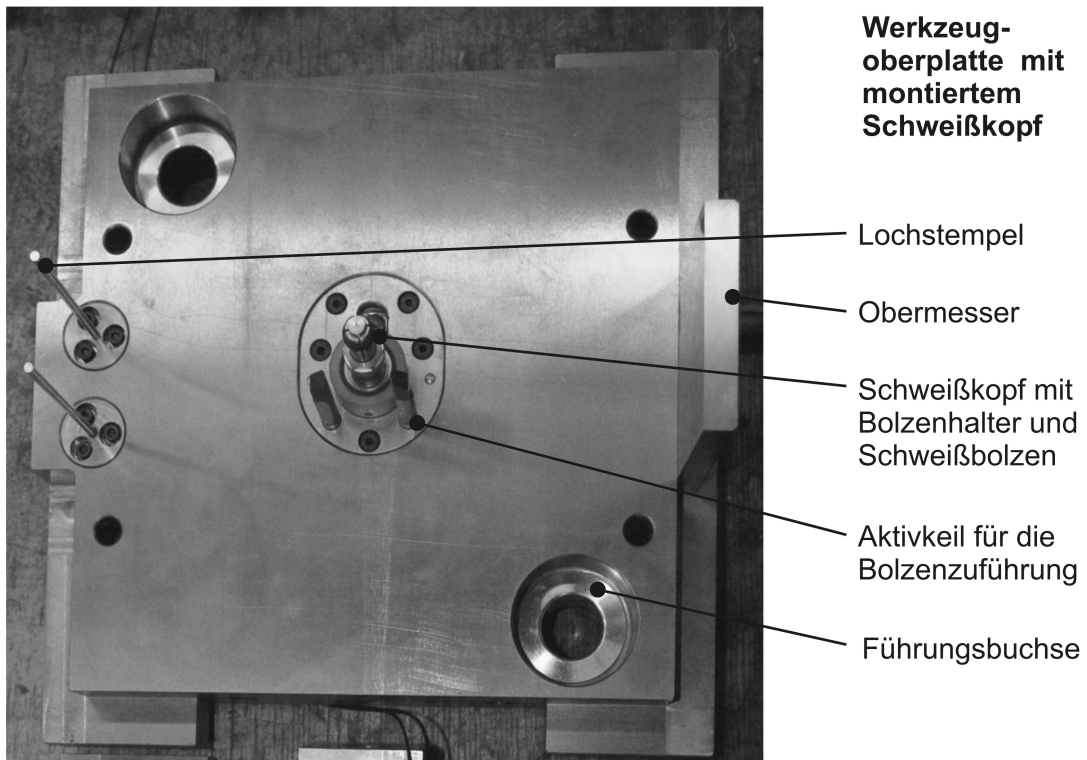 Werkzeug-
oberplatte mit
montiertem
Schweißkopf
Lochstempel
Obermesser
Schweißkopf mit
Bolzenhalter und
Schweißbolzen
Aktivkeil für die
Bolzenzuführung
Führungsbuchse